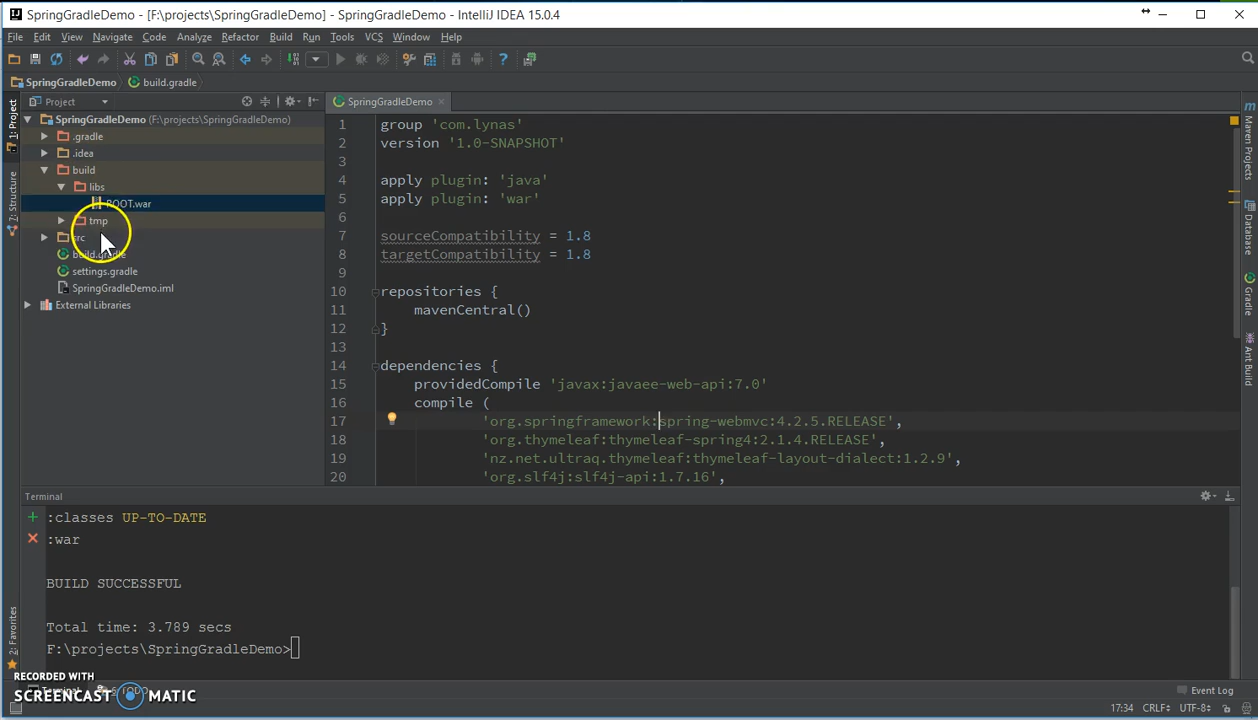 SpringGradleDemo - [F:\projects\SpringGradleDemo] - SpringGradleDemo - IntelliJ IDEA 15.0.4
File Edit View Navigate Code Analyze Refactor Build Run Tools VCS Window Help
SpringGradleDemo build.gradle
Project
SpringGradleDemo
SpringGradleDemo (F:\projects\SpringGradleDemo)
.gradle
.idea
build
libs
ROOT.war
tmp
src
build.gradle
settings.gradle
SpringGradleDemo.iml
External Libraries
1: Project
7: Structure
2: Favorites
1 group 'com.lynas'
2 version '1.0-SNAPSHOT'
3
4 apply plugin: 'java'
5 apply plugin: 'war'
6
7 sourceCompatibility = 1.8
8 targetCompatibility = 1.8
9
10 repositories {
11 mavenCentral()
12 }
13
14 dependencies {
15 providedCompile 'javax:javaee-web-api:7.0'
16 compile (
17 'org.springframework:spring-webmvc:4.2.5.RELEASE',
18 'org.thymeleaf:thymeleaf-spring4:2.1.4.RELEASE',
19 'nz.net.ultraq.thymeleaf:thymeleaf-layout-dialect:1.2.9',
20 'org.slf4j:slf4j-api:1.7.16',
Maven Projects
Database
Gradle
Ant Build
Terminal
:classes UP-TO-DATE
:war
BUILD SUCCESSFUL
Total time: 3.789 secs
F:\projects\SpringGradleDemo>
RECORDED WITH
SCREENCAST MATIC
Event Log
17:34 CRLF UTF-8